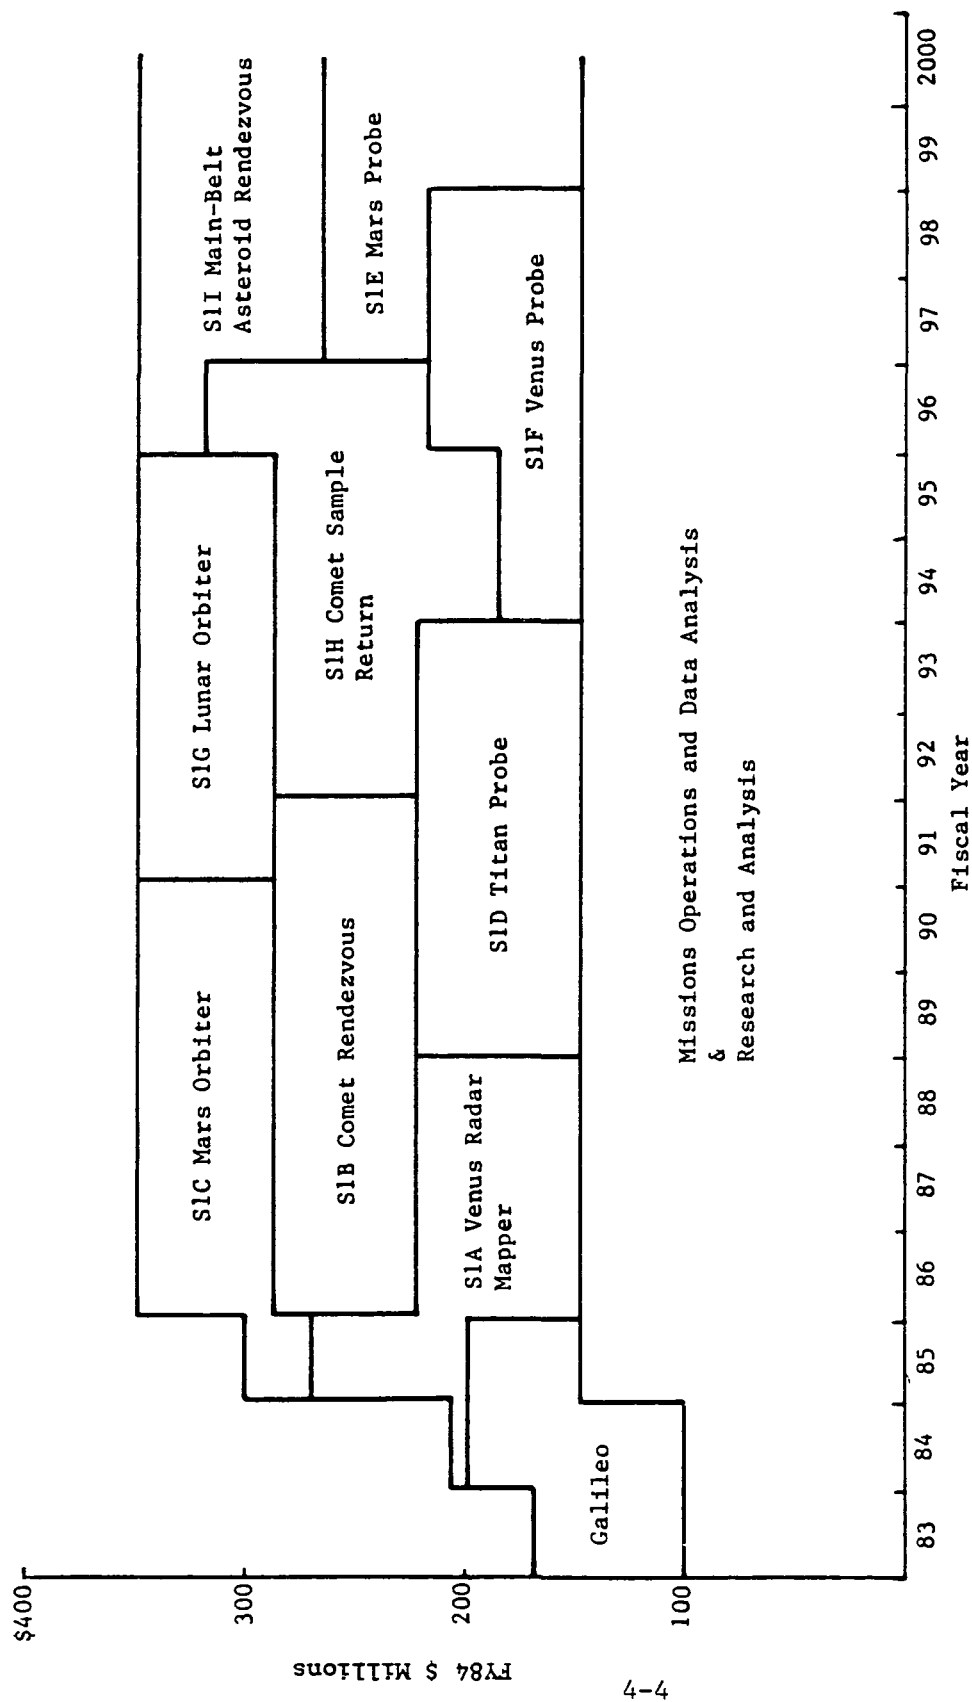 $400
300
200
100
FY84 $ Millions
S1C Mars Orbiter
S1G Lunar Orbiter
S1I Main-Belt
Asteroid Rendezvous
S1B Comet Rendezvous
S1H Comet Sample
Return
S1E Mars Probe
S1A Venus Radar
Mapper
S1D Titan Probe
S1F Venus Probe
Galileo
Missions Operations and Data Analysis
&
Research and Analysis
83 84 85 86 87 88 89 90 91 92 93 94 95 96 97 98 99 2000
Fiscal Year
4-4